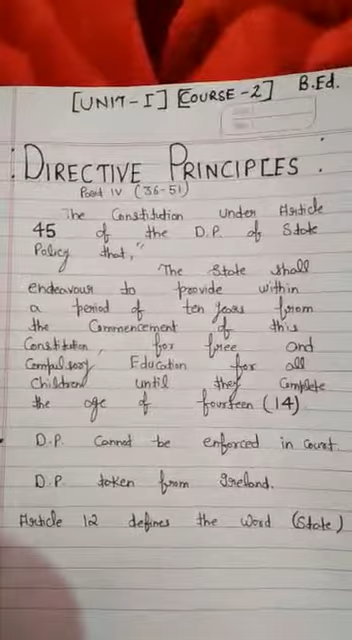 [UNIT-I] [COURSE-2] B.Ed.
: DIRECTIVE PRINCIPLES :
Part IV (36-51)
The Constitution under Article
45 of the D.P. of State
Policy that,"
The State shall
endeavour to provide within
a period of ten years from
the Commencement of this
Constitution, for free and
Compulsory Education for all
Children until they Complete
the age of fourteen (14)
D.P. Cannot be enforced in court.
D.P. taken from Ireland.
Article 12 defines the word (State)